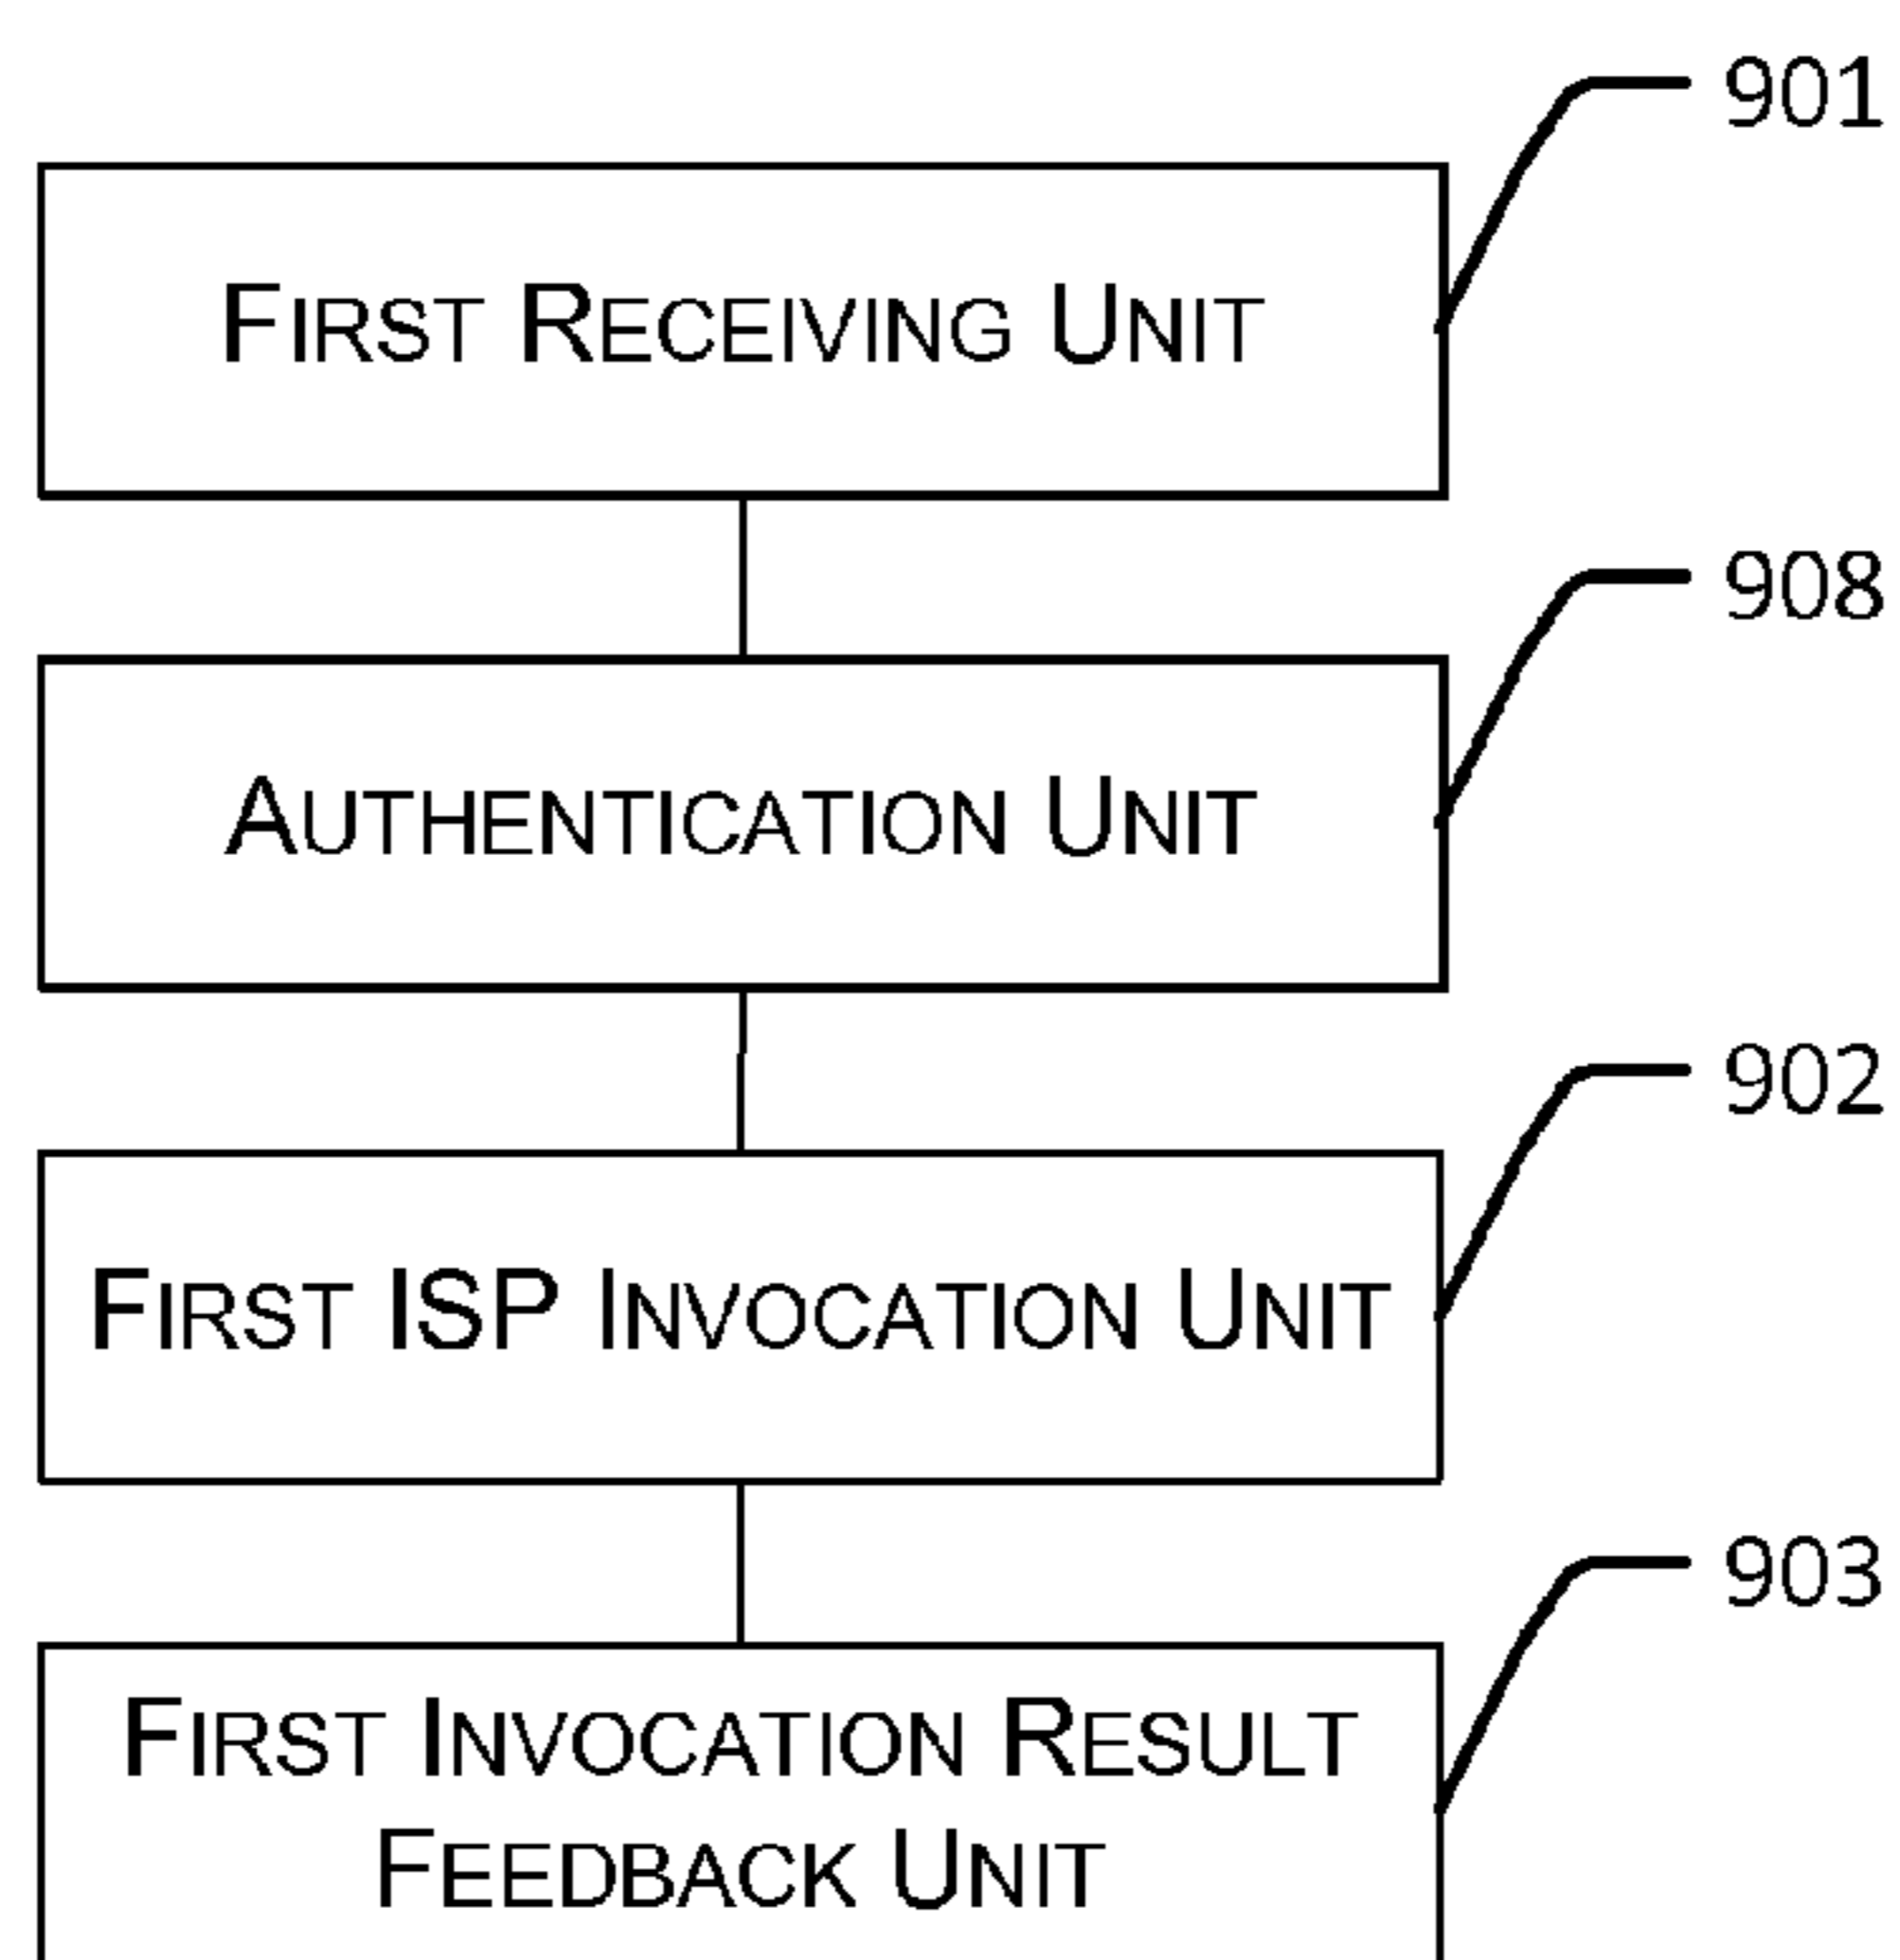 901
FIRST RECEIVING UNIT
908
AUTHENTICATION UNIT
902
FIRST ISP INVOCATION UNIT
903
FIRST INVOCATION RESULT
FEEDBACK UNIT